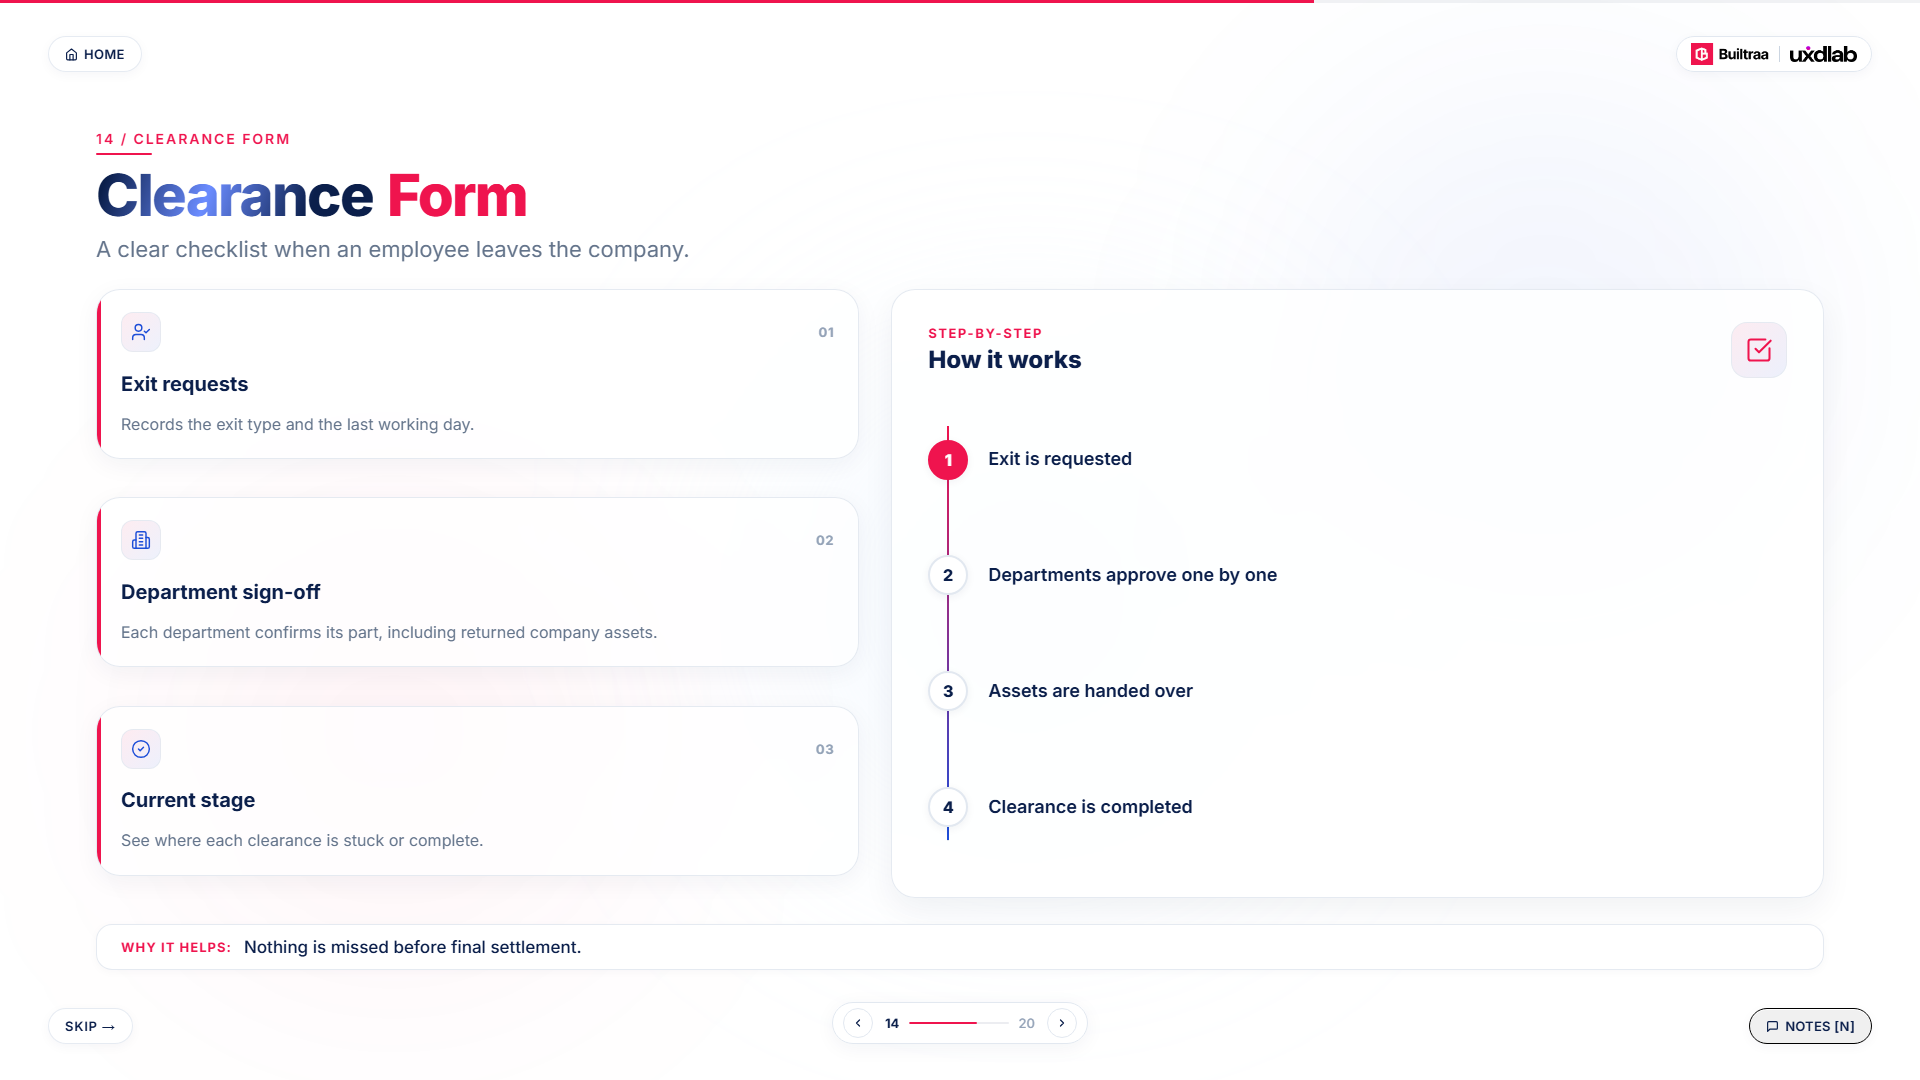 HOME
Builtraa
uxdlab
14 / CLEARANCE FORM
Clearance Form
A clear checklist when an employee leaves the company.
01
Exit requests
Records the exit type and the last working day.
02
Department sign-off
Each department confirms its part, including returned company assets.
03
Current stage
See where each clearance is stuck or complete.
STEP-BY-STEP
How it works
1 Exit is requested
2 Departments approve one by one
3 Assets are handed over
4 Clearance is completed
WHY IT HELPS: Nothing is missed before final settlement.
SKIP →
14 20
NOTES [N]